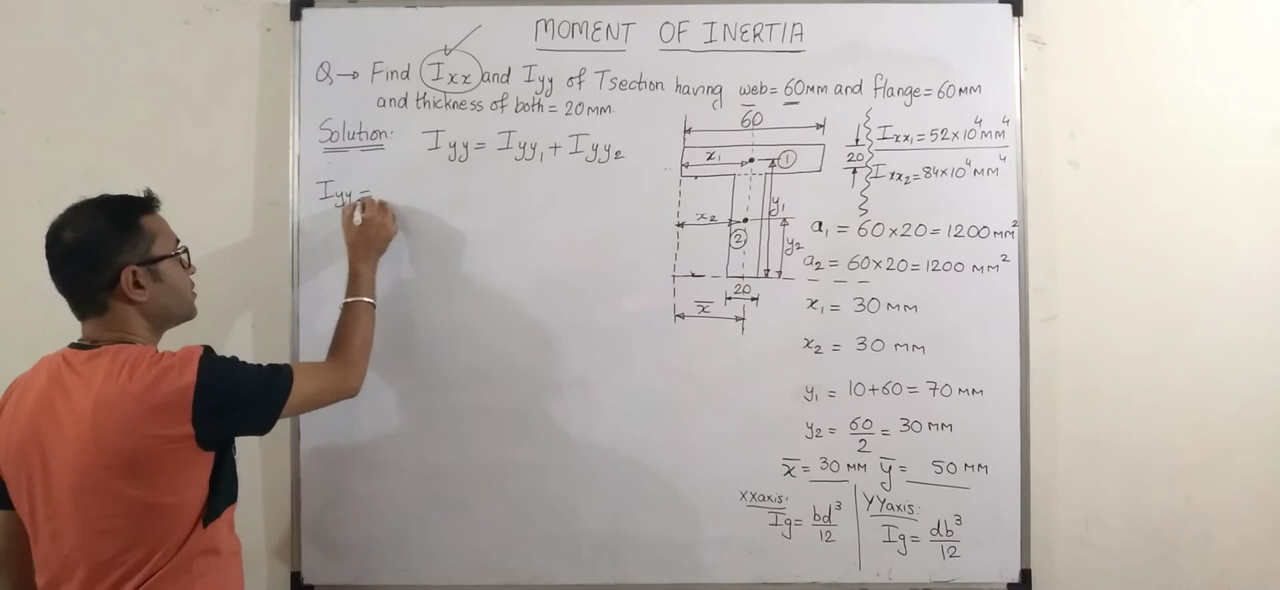 MOMENT OF INERTIA
Q→ Find Ixx and Iyy of T section having web = 60 MM and flange = 60 MM
and thickness of both = 20 MM.
Solution: Iyy = Iyy₁ + Iyy₂
Iyy =
60
x₁
①
20
x₂
②
y₁
y₂
20
x̅
Ixx₁ = 52×10⁴ MM⁴
Ixx₂ = 84×10⁴ MM⁴
a₁ = 60×20 = 1200 MM²
a₂ = 60×20 = 1200 MM²
x₁ = 30 MM
x₂ = 30 MM
y₁ = 10+60 = 70 MM
y₂ = 60/2 = 30 MM
x̅ = 30 MM y̅ = 50 MM
XX axis:
Ig = bd³/12
YY axis:
Ig = db³/12